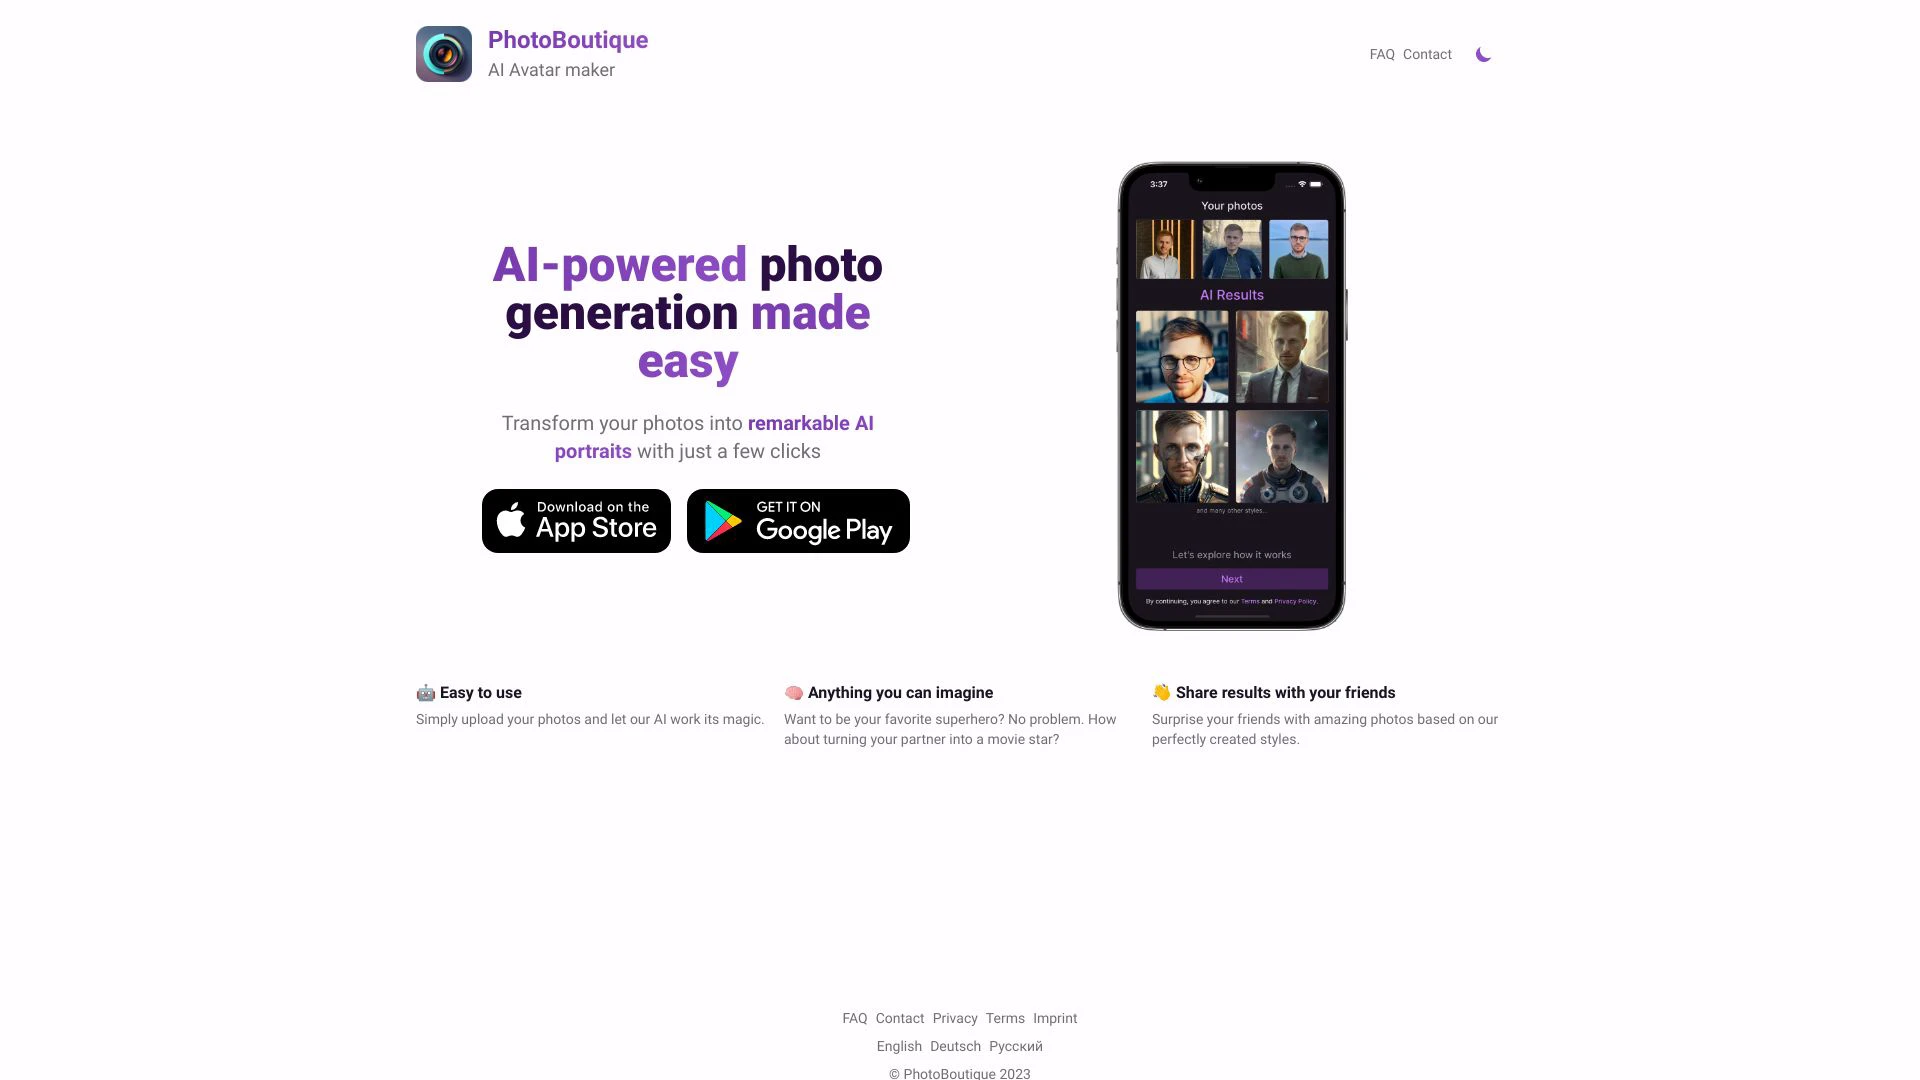 PhotoBoutique
AI Avatar maker
FAQ Contact
AI-powered photo
generation made
easy
Transform your photos into remarkable AI
portraits with just a few clicks
Download on the
App Store
GET IT ON
Google Play
3:37
Your photos
AI Results
and many other styles...
Let's explore how it works
Next
By continuing, you agree to our Terms and Privacy Policy.
🤖 Easy to use
Simply upload your photos and let our AI work its magic.
🧠 Anything you can imagine
Want to be your favorite superhero? No problem. How
about turning your partner into a movie star?
👋 Share results with your friends
Surprise your friends with amazing photos based on our
perfectly created styles.
FAQ Contact Privacy Terms Imprint
English Deutsch Русский
© PhotoBoutique 2023